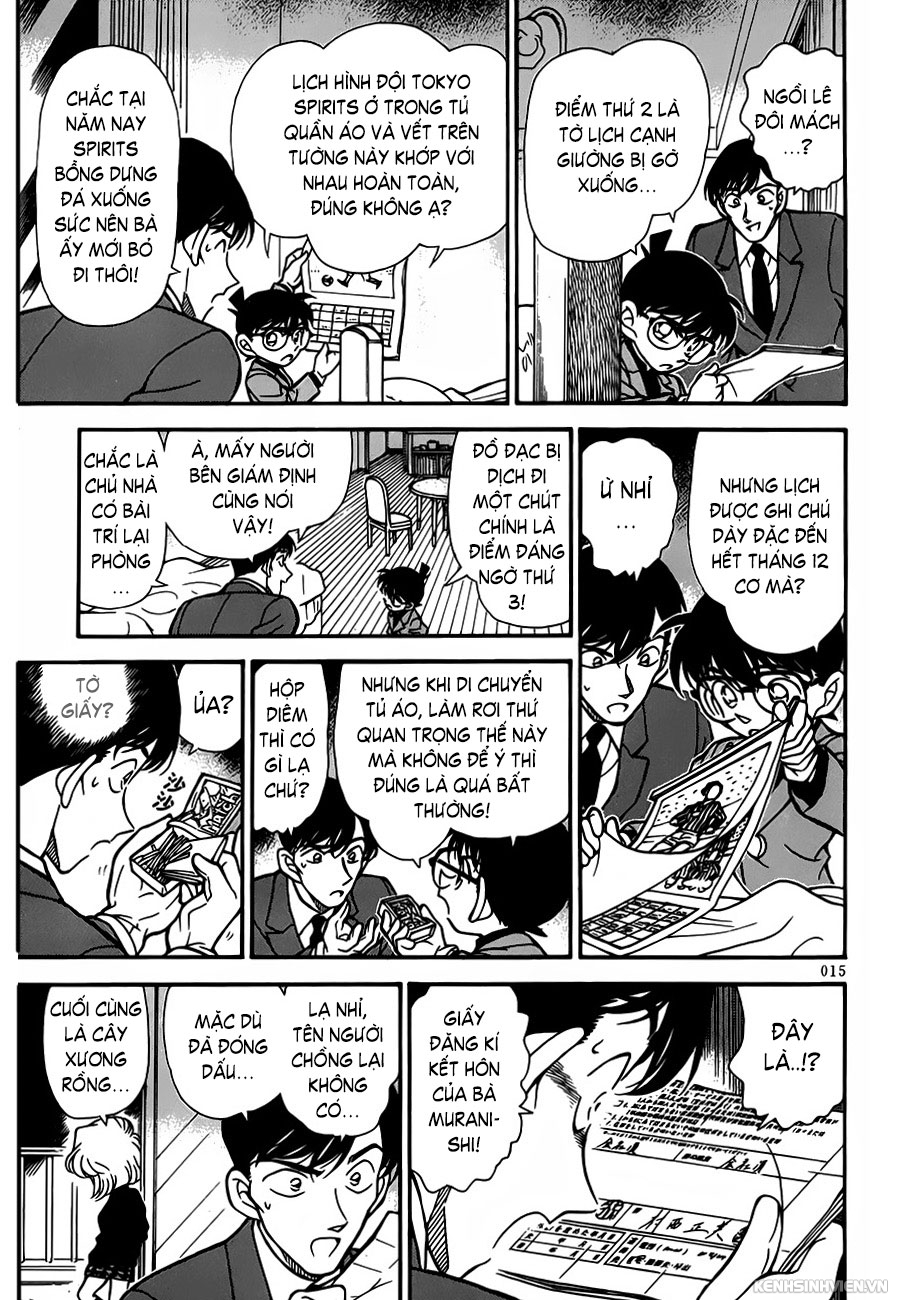 NGỒI LÊ
ĐÔI MÁCH
...?
ĐIỂM THỨ 2 LÀ
TỜ LỊCH CẠNH
GIƯỜNG BỊ GỠ
XUỐNG...
LỊCH HÌNH ĐỘI TOKYO
SPIRITS Ở TRONG TỦ
QUẦN ÁO VÀ VẾT TRÊN
TƯỜNG NÀY KHỚP VỚI
NHAU HOÀN TOÀN,
ĐÚNG KHÔNG Ạ?
CHẮC TẠI
NĂM NAY
SPIRITS
BỒNG DƯNG
ĐÁ XUỐNG
SỨC NÊN BÀ
ẤY MỚI BỎ
ĐI THÔI!
NHƯNG LỊCH
ĐƯỢC GHI CHÚ
DÀY ĐẶC ĐẾN
HẾT THÁNG 12
CƠ MÀ?
Ừ NHỈ
...
ĐỒ ĐẠC BỊ
DỊCH ĐI
MỘT CHÚT
CHÍNH LÀ
ĐIỂM ĐÁNG
NGỜ THỨ
3!
À, MẤY NGƯỜI
BÊN GIÁM ĐỊNH
CŨNG NÓI
VẬY!
CHẮC LÀ
CHỦ NHÀ
CÓ BÀI
TRÍ LẠI
PHÒNG
...
NHƯNG KHI DI CHUYỂN
TỦ ÁO, LÀM RƠI THỨ
QUAN TRỌNG THẾ NÀY
MÀ KHÔNG ĐỂ Ý THÌ
ĐÚNG LÀ QUÁ BẤT
THƯỜNG!
HỘP
DIÊM
THÌ CÓ
GÌ LẠ
CHỨ?
ỦA?
TỜ
GIẤY?
015
ĐÂY
LÀ..!?
GIẤY
ĐĂNG KÍ
KẾT HÔN
CỦA BÀ
MURANI-
SHI!
LẠ NHỈ,
TÊN NGƯỜI
CHỒNG LẠI
KHÔNG
CÓ...
MẶC DÙ
ĐÃ ĐÓNG
DẤU...
CUỐI CÙNG
LÀ CÂY
XƯƠNG
RỒNG...
KENHSINHVIEN.VN